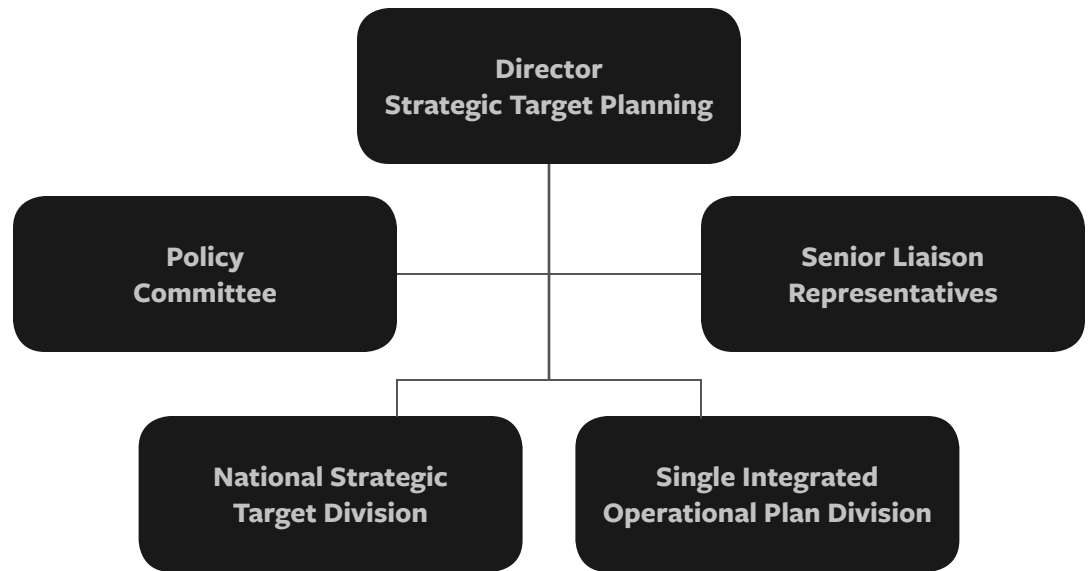 Director
Strategic Target Planning
Policy
Committee
Senior Liaison
Representatives
National Strategic
Target Division
Single Integrated
Operational Plan Division